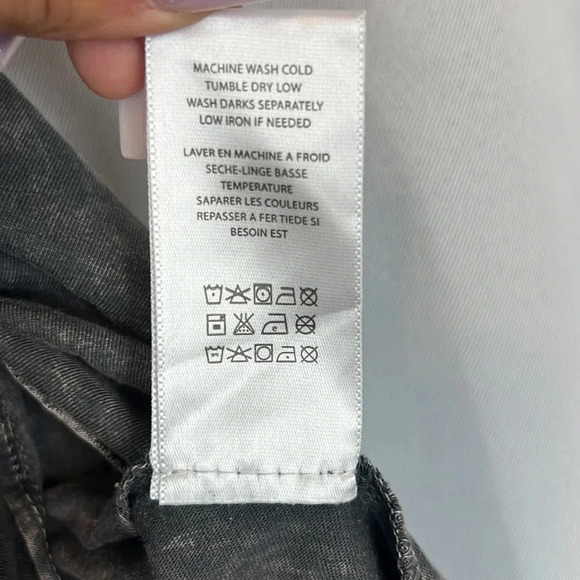 MACHINE WASH COLD
TUMBLE DRY LOW
WASH DARKS SEPARATELY
LOW IRON IF NEEDED
LAVER EN MACHINE A FROID
SECHE-LINGE BASSE
TEMPERATURE
SAPARER LES COULEURS
REPASSER A FER TIEDE SI
BESOIN EST